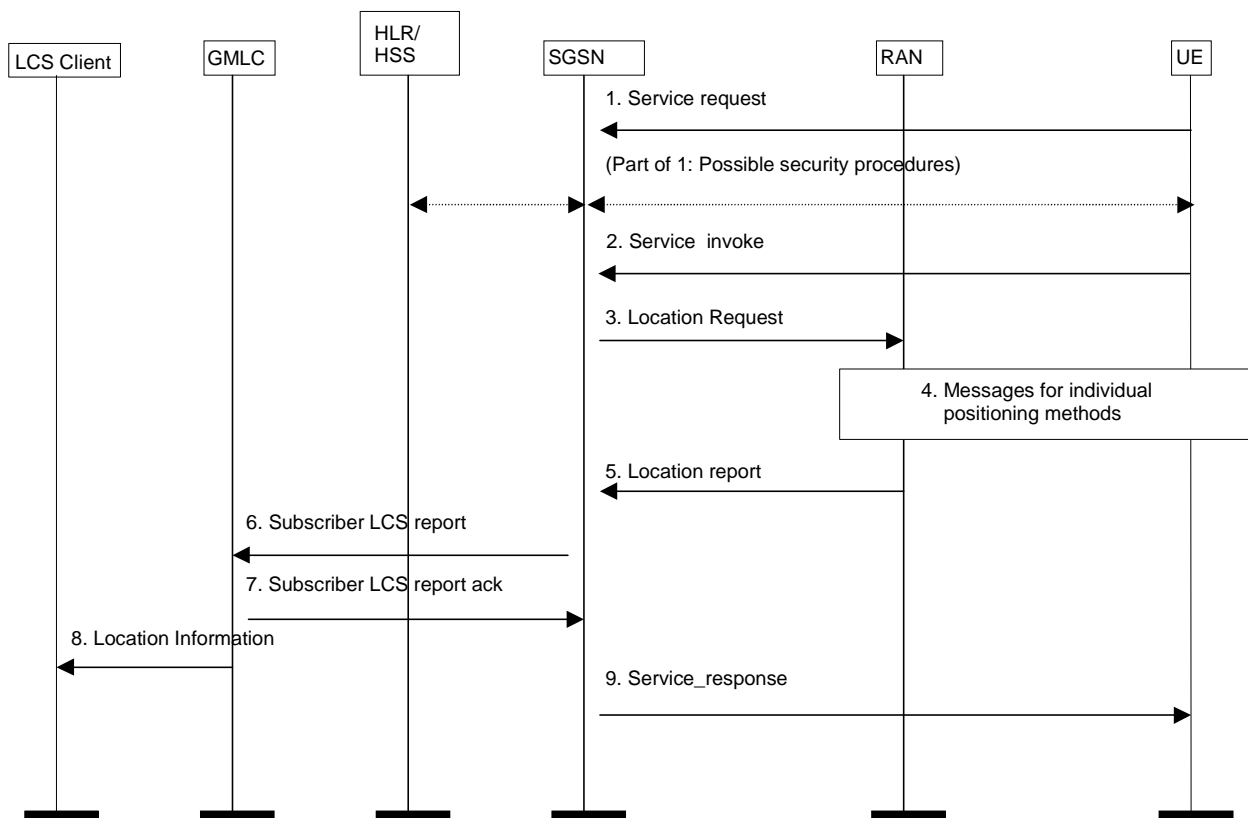 HLR/
HSS
LCS Client
GMLC
SGSN
RAN
UE
1. Service request
(Part of 1: Possible security procedures)
2. Service  invoke
3. Location Request
4. Messages for individual
positioning methods
5. Location report
6. Subscriber LCS report
7. Subscriber LCS report ack
8. Location Information
9. Service_response